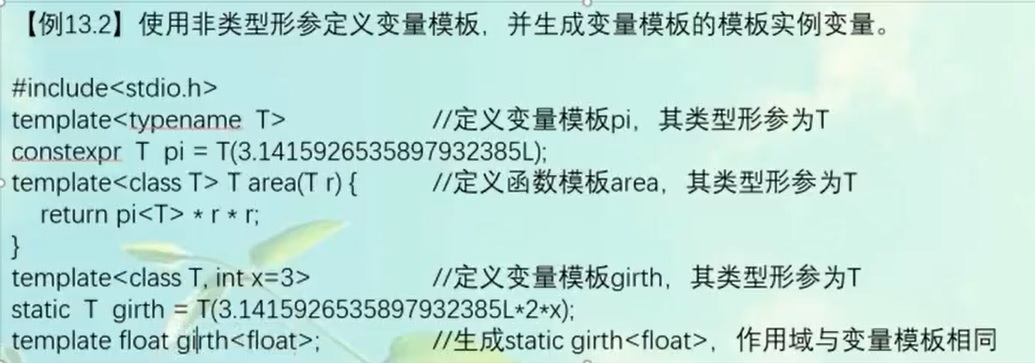 【例13.2】使用非类型形参定义变量模板，并生成变量模板的模板实例变量。
#include<stdio.h>
template<typename T> //定义变量模板pi，其类型形参为T
constexpr T pi = T(3.1415926535897932385L);
template<class T> T area(T r) { //定义函数模板area，其类型形参为T
return pi<T> * r * r;
}
template<class T, int x=3> //定义变量模板girth，其类型形参为T
static T girth = T(3.1415926535897932385L*2*x);
template float girth<float>; //生成static girth<float>，作用域与变量模板相同